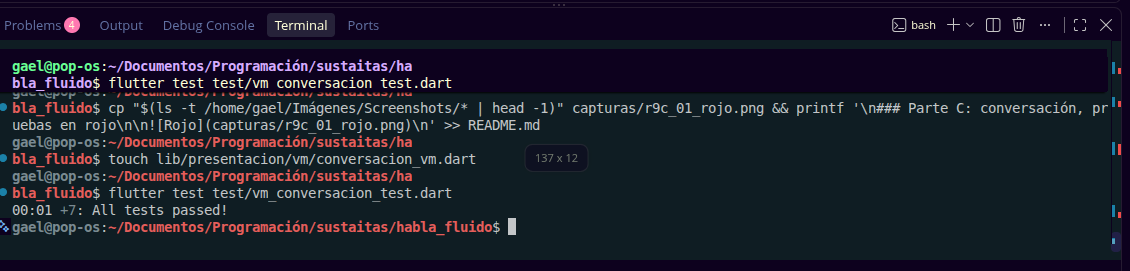 Problems 4 Output Debug Console Terminal Ports bash
gael@pop-os:~/Documentos/Programación/sustaitas/ha
bla_fluido$ flutter test test/vm_conversacion_test.dart
bla_fluido$ cp "$(ls -t /home/gael/Imágenes/Screenshots/* | head -1)" capturas/r9c_01_rojo.png && printf '\n### Parte C: conversación, pr
uebas en rojo\n\n![Rojo](capturas/r9c_01_rojo.png)\n' >> README.md
gael@pop-os:~/Documentos/Programación/sustaitas/ha
bla_fluido$ touch lib/presentacion/vm/conversacion_vm.dart
137 x 12
gael@pop-os:~/Documentos/Programación/sustaitas/ha
bla_fluido$ flutter test test/vm_conversacion_test.dart
00:01 +7: All tests passed!
gael@pop-os:~/Documentos/Programación/sustaitas/habla_fluido$